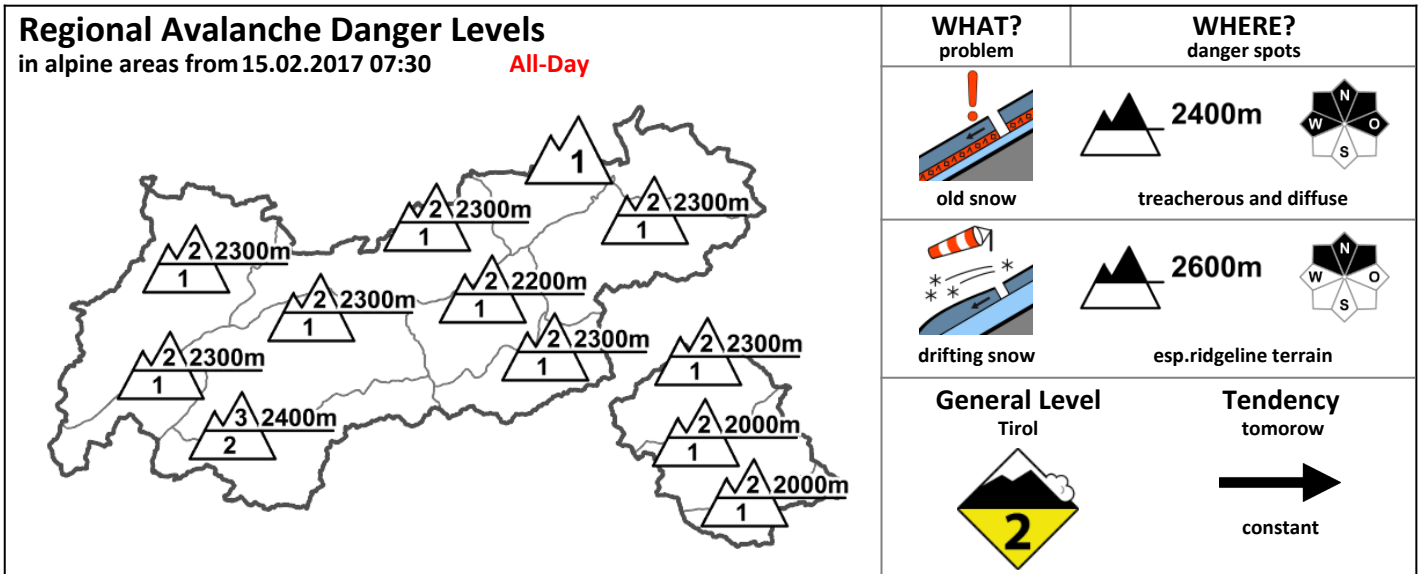 Regional Avalanche Danger Levels
in alpine areas from 15.02.2017 07:30 All-Day
1
2 2300m
1
2 2300m
1
2 2300m
1
2 2300m
1
2 2200m
1
2 2300m
1
2 2300m
1
2 2300m
1
3 2400m
2
2 2000m
1
2 2000m
1
WHAT?
problem
WHERE?
danger spots
old snow
2400m
N
W O
S
treacherous and diffuse
drifting snow
2600m
N
W O
S
esp.ridgeline terrain
General Level
Tirol
2
Tendency
tomorow
constant